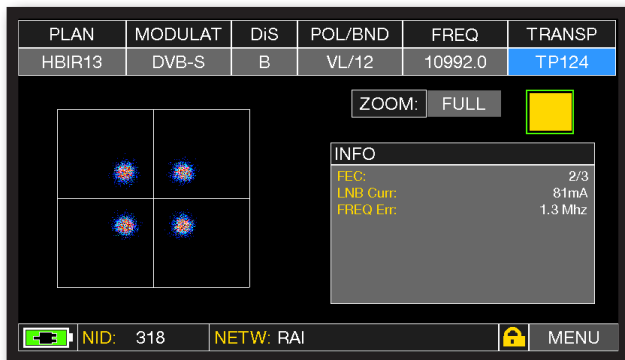 PLAN MODULAT DiS POL/BND FREQ TRANSP
HBIR13 DVB-S B VL/12 10992.0 TP124
ZOOM: FULL
INFO
FEC: 2/3
LNB Curr: 81mA
FREQ Err: 1.3 Mhz
NID: 318 NETW: RAI MENU